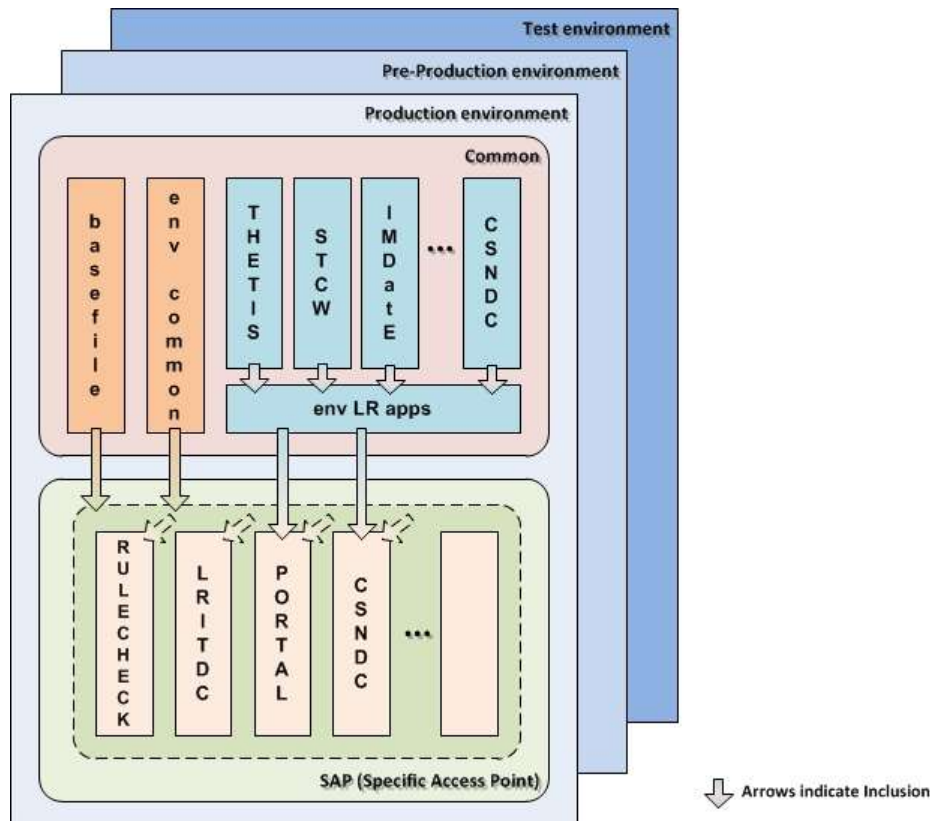 Test environment
Pre-Production environment
Production environment
Common
basefile
env common
THETIS
STCW
IMDatE
...
CSNDC
env LR apps
RULECHECK
LRITDC
PORTAL
CSNDC
...
SAP (Specific Access Point)
Arrows indicate Inclusion